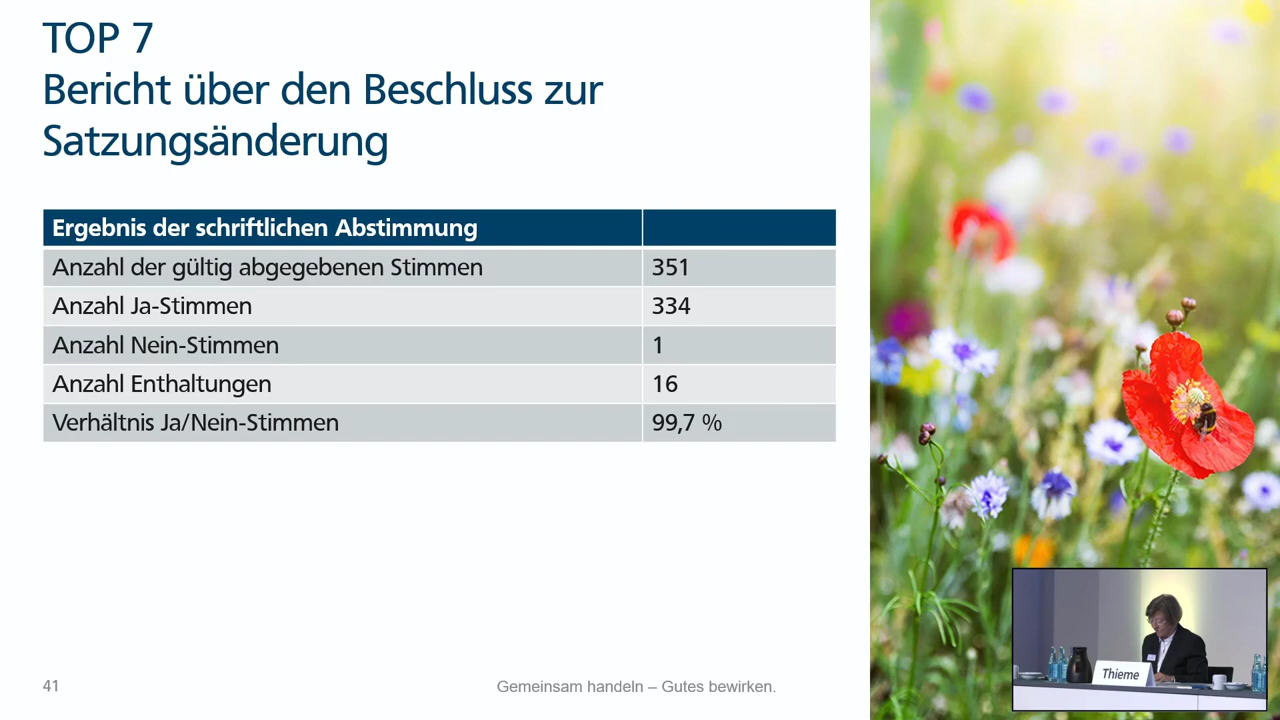 TOP 7
Bericht über den Beschluss zur
Satzungsänderung
Ergebnis der schriftlichen Abstimmung
Anzahl der gültig abgegebenen Stimmen 351
Anzahl Ja-Stimmen 334
Anzahl Nein-Stimmen 1
Anzahl Enthaltungen 16
Verhältnis Ja/Nein-Stimmen 99,7 %
Thieme
41 Gemeinsam handeln – Gutes bewirken.